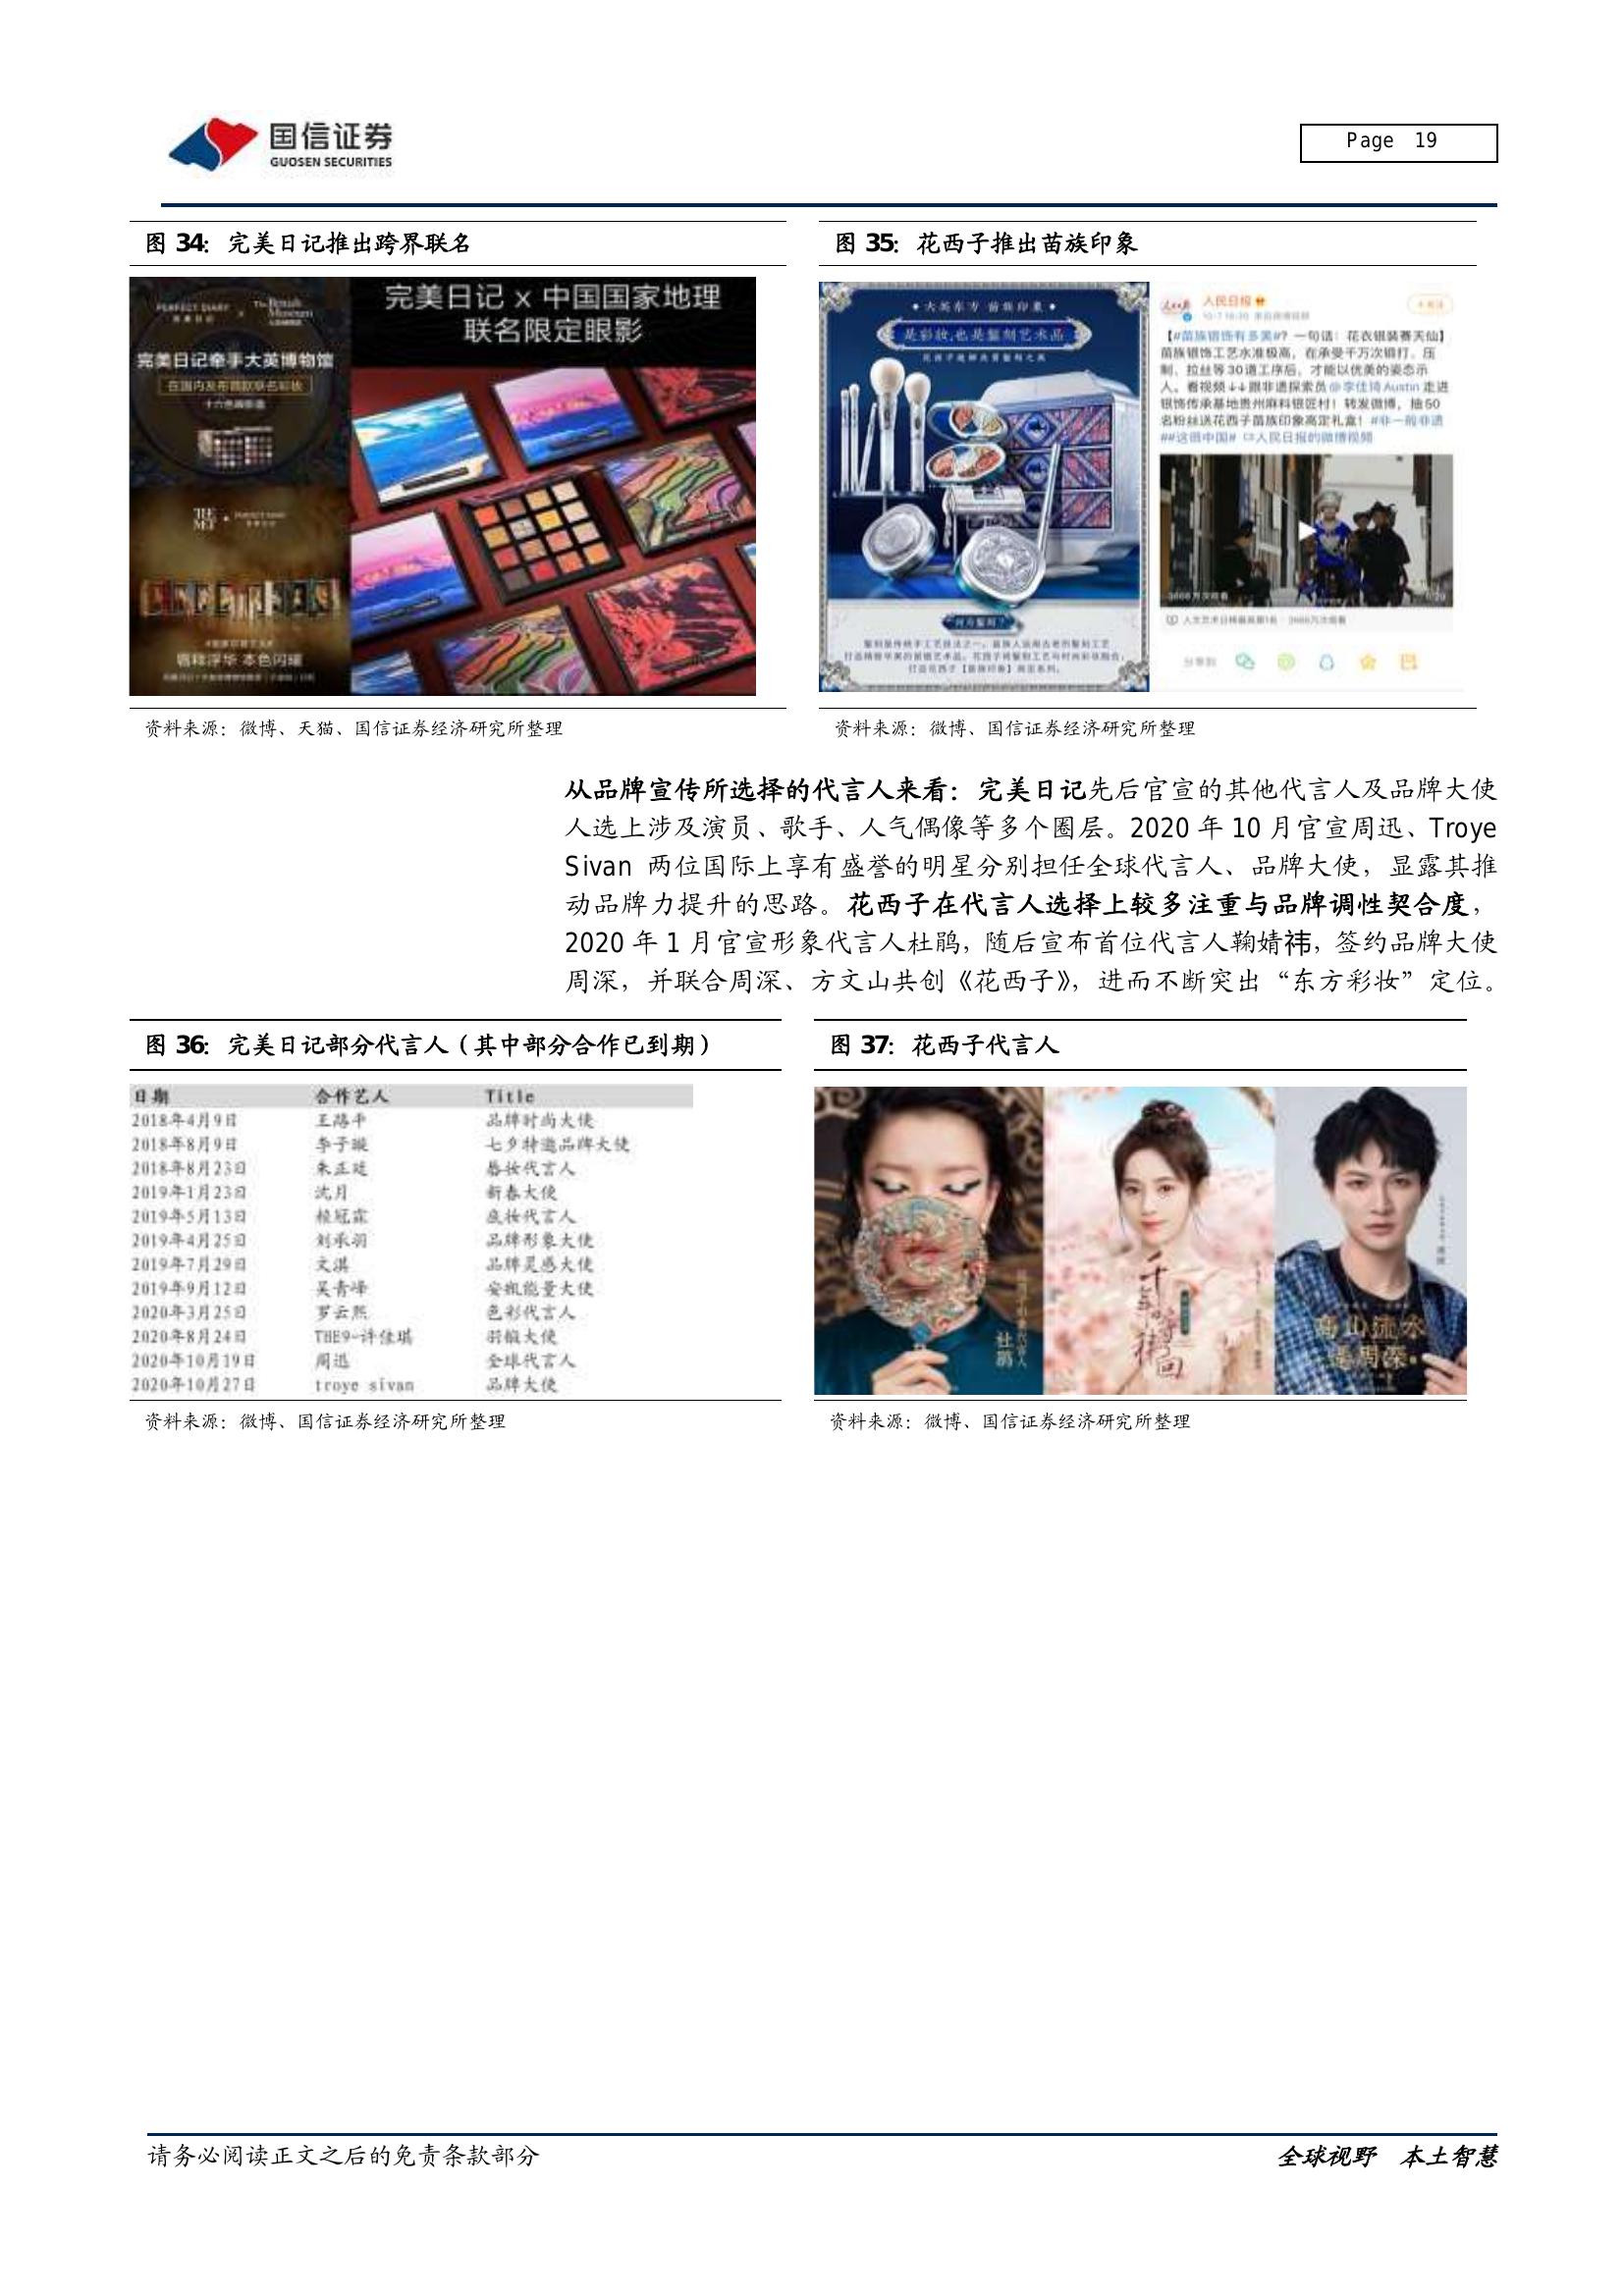 国信证券
GUOSEN SECURITIES
Page 19
图 34：完美日记推出跨界联名
图 35：花西子推出苗族印象
PERFECT DIARY
The British Museum
完美日记牵手大英博物馆
在国内发布首款联名彩妆
十六色眼影盘
THE MET
唇释浮华 本色闪耀
完美日记 x 中国国家地理
联名限定眼影
大美东方 苗族印象
是彩妆,也是錾刻艺术品
人民日报
【#苗族银饰有多美#？一句话：花衣银装赛天仙】
苗族银饰工艺水准极高，在承受千万次锻打、压
制、拉丝等30道工序后，才能以优美的姿态示
人。看视频↓↓跟非遗探索员@李佳琦Austin 走进
银饰传承基地贵州麻料银匠村！转发微博，抽50
名粉丝送花西子苗族印象高定礼盒！#非一般非遗
##这很中国# 人民日报的微博视频
分享到
资料来源：微博、天猫、国信证券经济研究所整理
资料来源：微博、国信证券经济研究所整理
从品牌宣传所选择的代言人来看：完美日记先后官宣的其他代言人及品牌大使
人选上涉及演员、歌手、人气偶像等多个圈层。2020 年 10 月官宣周迅、Troye
Sivan 两位国际上享有盛誉的明星分别担任全球代言人、品牌大使，显露其推
动品牌力提升的思路。花西子在代言人选择上较多注重与品牌调性契合度，
2020 年 1 月官宣形象代言人杜鹃，随后宣布首位代言人鞠婧祎，签约品牌大使
周深，并联合周深、方文山共创《花西子》，进而不断突出“东方彩妆”定位。
图 36：完美日记部分代言人（其中部分合作已到期）
图 37：花西子代言人
日期 合作艺人 Title
2018年4月9日 王路平 品牌时尚大使
2018年8月9日 李子璇 七夕特邀品牌大使
2018年8月23日 朱正廷 唇妆代言人
2019年1月23日 沈月 新春大使
2019年5月13日 赖冠霖 底妆代言人
2019年4月25日 刘承羽 品牌形象大使
2019年7月29日 文淇 品牌灵感大使
2019年9月12日 吴青峰 安瓶能量大使
2020年3月25日 罗云熙 色彩代言人
2020年8月24日 THE9-许佳琪 羽缎大使
2020年10月19日 周迅 全球代言人
2020年10月27日 troye sivan 品牌大使
杜鹃
高山流水
是周深
资料来源：微博、国信证券经济研究所整理
资料来源：微博、国信证券经济研究所整理
请务必阅读正文之后的免责条款部分
全球视野 本土智慧